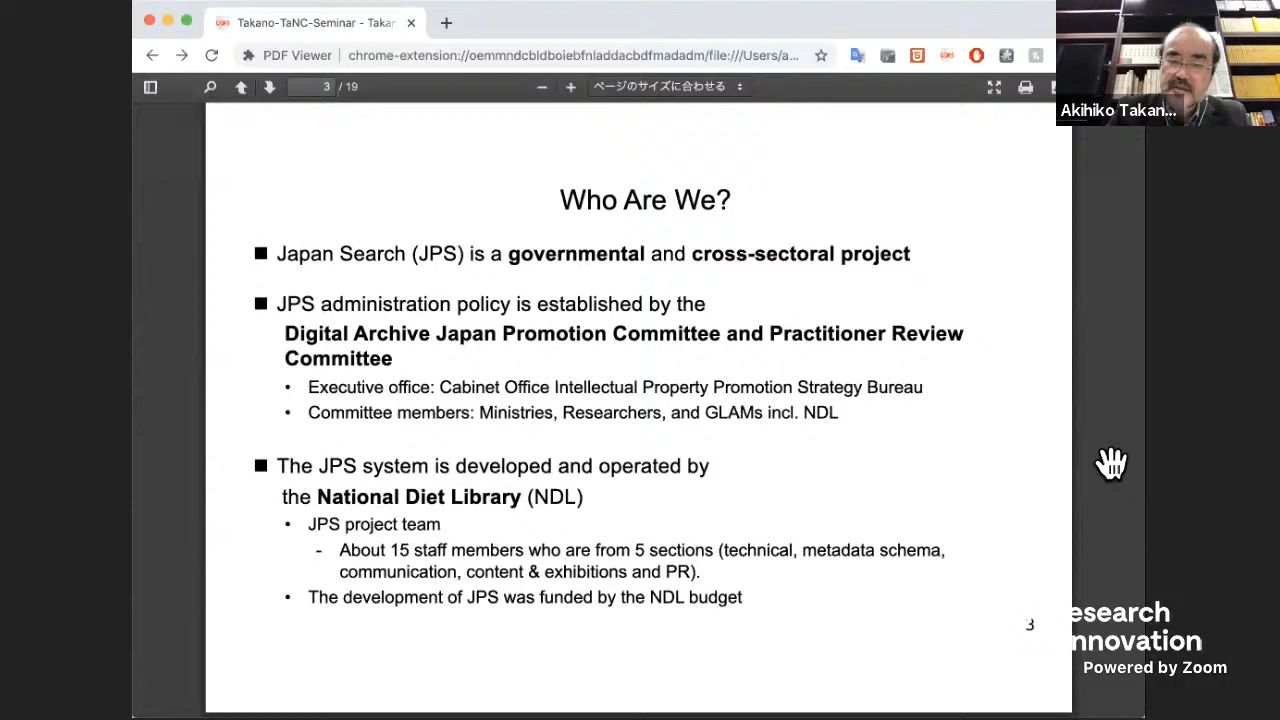 Takano-TaNC-Seminar - Takar
PDF Viewer
chrome-extension://oemmndcbldboiebfnladdacbdfmadadm/file:///Users/a...
3 / 19
ページのサイズに合わせる
Akihiko Takan...
Who Are We?
■ Japan Search (JPS) is a governmental and cross-sectoral project
■ JPS administration policy is established by the
Digital Archive Japan Promotion Committee and Practitioner Review
Committee
• Executive office: Cabinet Office Intellectual Property Promotion Strategy Bureau
• Committee members: Ministries, Researchers, and GLAMs incl. NDL
■ The JPS system is developed and operated by
the National Diet Library (NDL)
• JPS project team
- About 15 staff members who are from 5 sections (technical, metadata schema,
communication, content & exhibitions and PR).
• The development of JPS was funded by the NDL budget
3
esearch
nnovation
Powered by Zoom